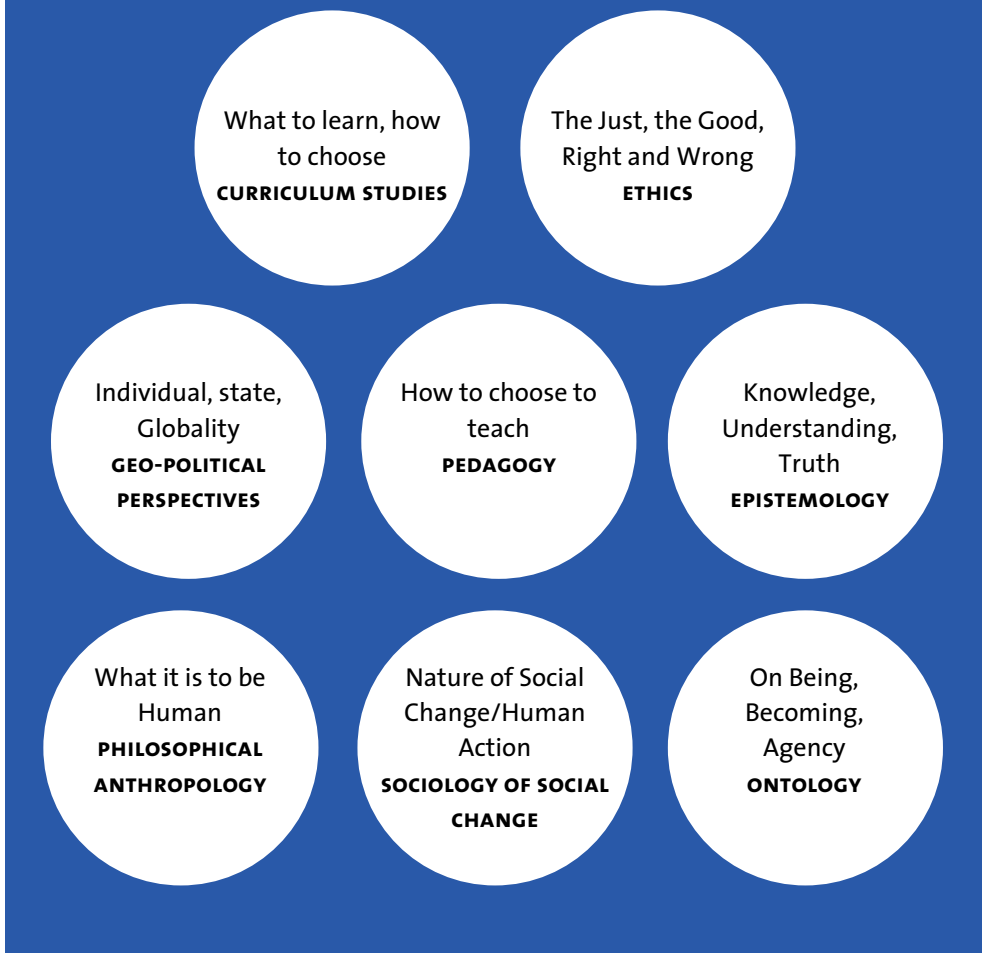 What to learn, how
to choose
CURRICULUM STUDIES
The Just, the Good,
Right and Wrong
ETHICS
Individual, state,
Globality
GEO-POLITICAL
PERSPECTIVES
How to choose to
teach
PEDAGOGY
Knowledge,
Understanding,
Truth
EPISTEMOLOGY
What it is to be
Human
PHILOSOPHICAL
ANTHROPOLOGY
Nature of Social
Change/Human
Action
SOCIOLOGY OF SOCIAL
CHANGE
On Being,
Becoming,
Agency
ONTOLOGY